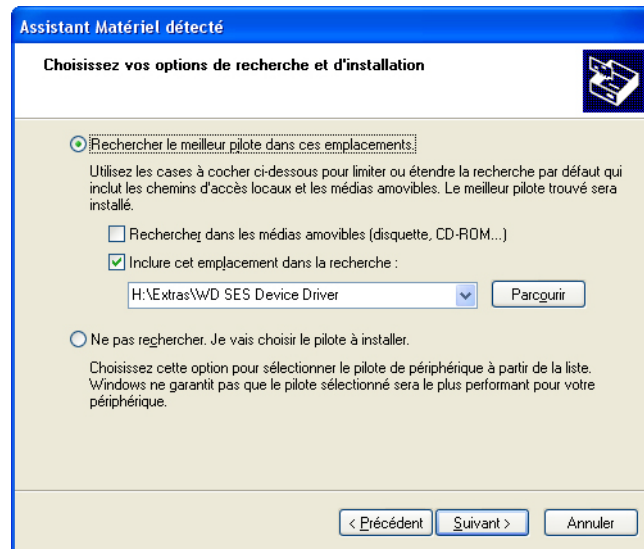 Assistant Matériel détecté
Choisissez vos options de recherche et d'installation
Rechercher le meilleur pilote dans ces emplacements.
Utilisez les cases à cocher ci-dessous pour limiter ou étendre la recherche par défaut qui
inclut les chemins d'accès locaux et les médias amovibles. Le meilleur pilote trouvé sera
installé.
Rechercher dans les médias amovibles (disquette, CD-ROM...)
Inclure cet emplacement dans la recherche :
H:\Extras\WD SES Device Driver
Parcourir
Ne pas rechercher. Je vais choisir le pilote à installer.
Choisissez cette option pour sélectionner le pilote de périphérique à partir de la liste.
Windows ne garantit pas que le pilote sélectionné sera le plus performant pour votre
périphérique.
< Précédent Suivant > Annuler